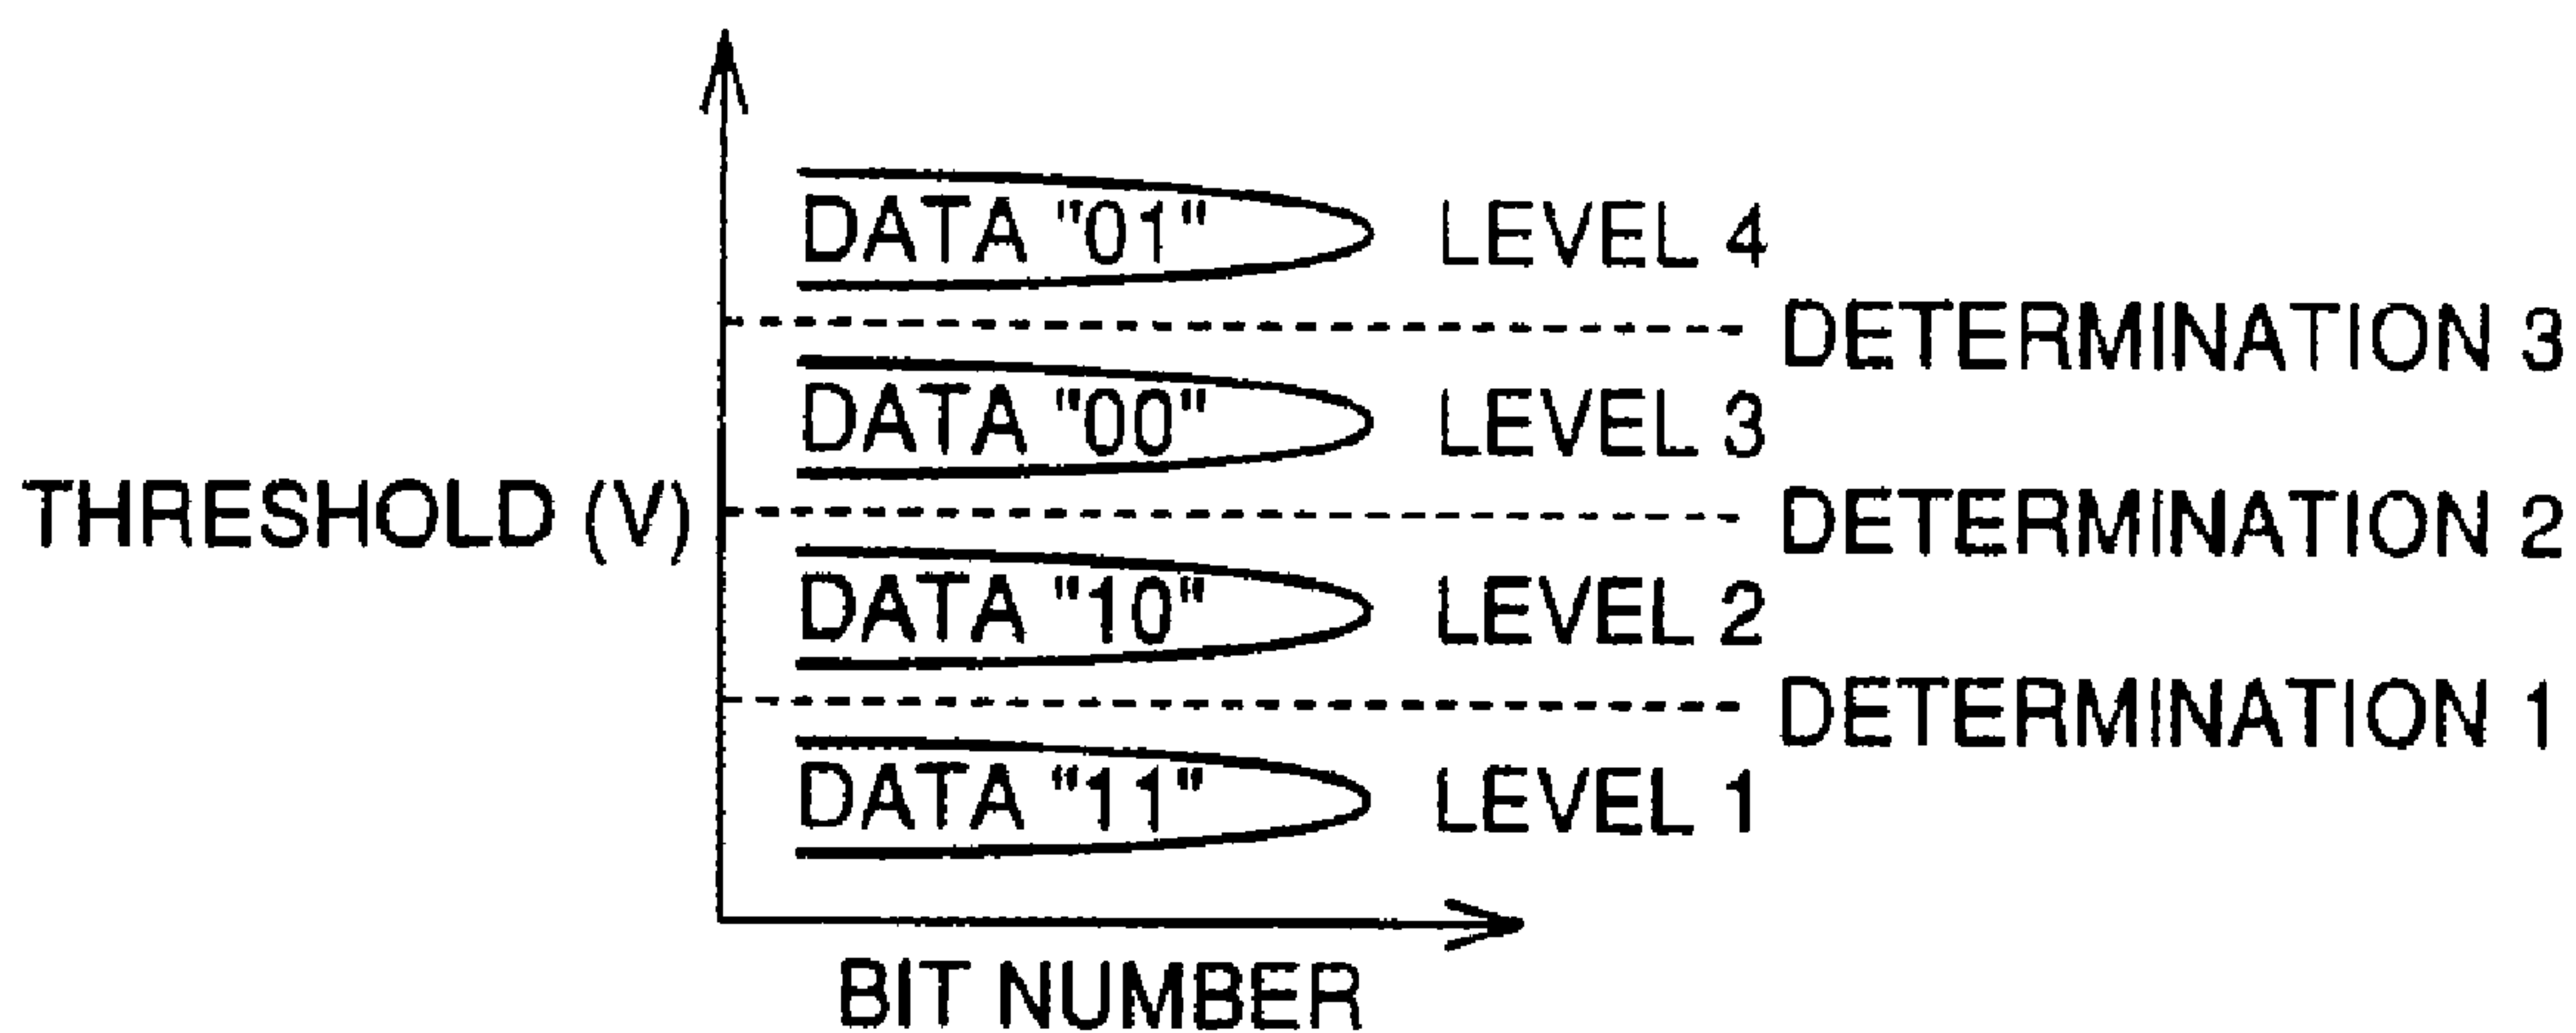 DATA "01" LEVEL 4
DETERMINATION 3
DATA "00" LEVEL 3
THRESHOLD (V)
DETERMINATION 2
DATA "10" LEVEL 2
DETERMINATION 1
DATA "11" LEVEL 1
BIT NUMBER